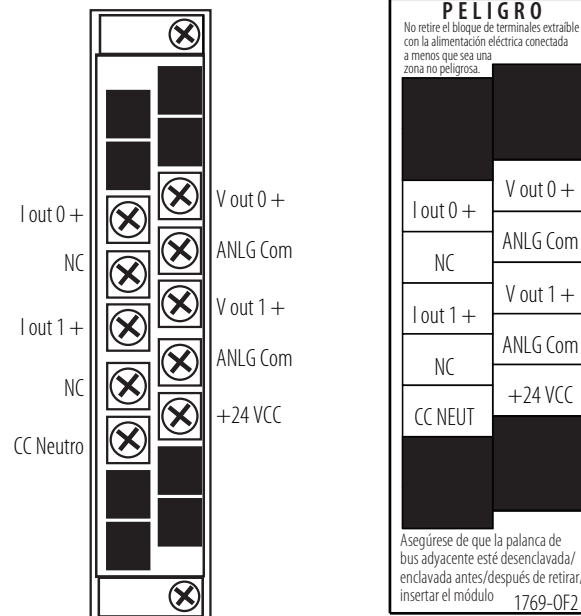 I out 0 +
NC
I out 1 +
NC
CC Neutro
V out 0 +
ANLG Com
V out 1 +
ANLG Com
+24 VCC
PELIGRO
No retire el bloque de terminales extraíble
con la alimentación eléctrica conectada
a menos que sea una
zona no peligrosa.
I out 0 +
NC
I out 1 +
NC
CC NEUT
V out 0 +
ANLG Com
V out 1 +
ANLG Com
+24 VCC
Asegúrese de que la palanca de
bus adyacente esté desenclavada/
enclavada antes/después de retirar/
insertar el módulo
1769-OF2